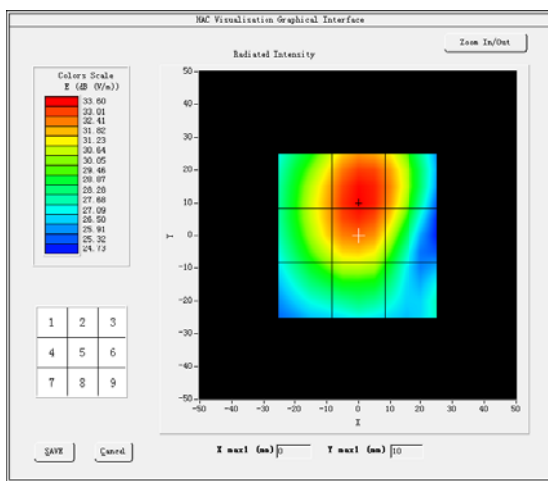 HAC Visualisation Graphical Interface
Zoom In/Out
Radiated Intensity
Colors Scale
E (dB (V/m))
33.60
33.01
32.41
31.82
31.23
30.64
30.05
29.46
28.87
28.28
27.68
27.09
26.50
25.91
25.32
24.73
50
40
30
20
10
0
-10
-20
-30
-40
-50
Y
-50 -40 -30 -20 -10 0 10 20 30 40 50
X
1 2 3
4 5 6
7 8 9
SAVE
Cancel
X max1 (mm) 0
Y max1 (mm) 10